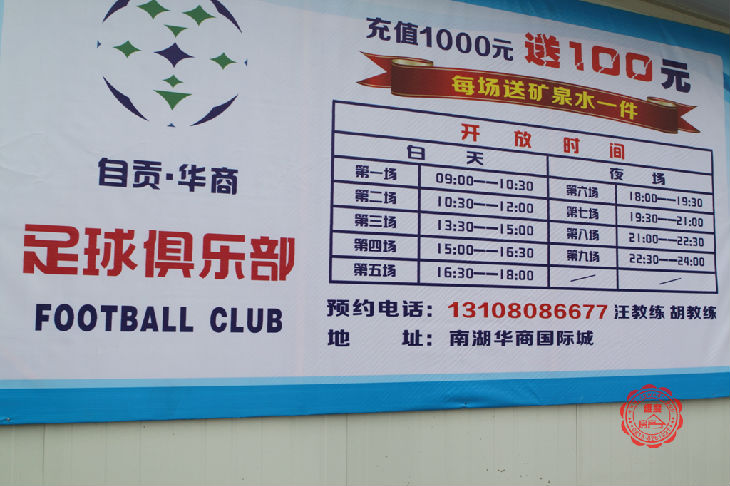 充值1000元 送100元
每场送矿泉水一件
自贡·华商
足球俱乐部
FOOTBALL CLUB
开放时间
白天 夜场
第一场 09:00——10:30 第六场 18:00——19:30
第二场 10:30——12:00 第七场 19:30——21:00
第三场 13:30——15:00 第八场 21:00——22:30
第四场 15:00——16:30 第九场 22:30——24:00
第五场 16:30——18:00 — —
预约电话：13108086677 汪教练 胡教练
地 址：南湖华商国际城